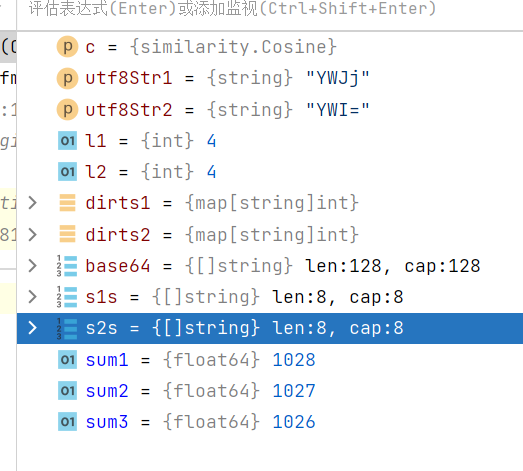 评估表达式(Enter)或添加监视(Ctrl+Shift+Enter)
(C
p c = {similarity.Cosine}
fm
p utf8Str1 = {string} "YWJj"
:1
p utf8Str2 = {string} "YWI="
gi
01 l1 = {int} 4
01 l2 = {int} 4
ti
dirts1 = {map[string]int}
81
dirts2 = {map[string]int}
123 base64 = {[]string} len:128, cap:128
123 s1s = {[]string} len:8, cap:8
123 s2s = {[]string} len:8, cap:8
01 sum1 = {float64} 1028
01 sum2 = {float64} 1027
01 sum3 = {float64} 1026